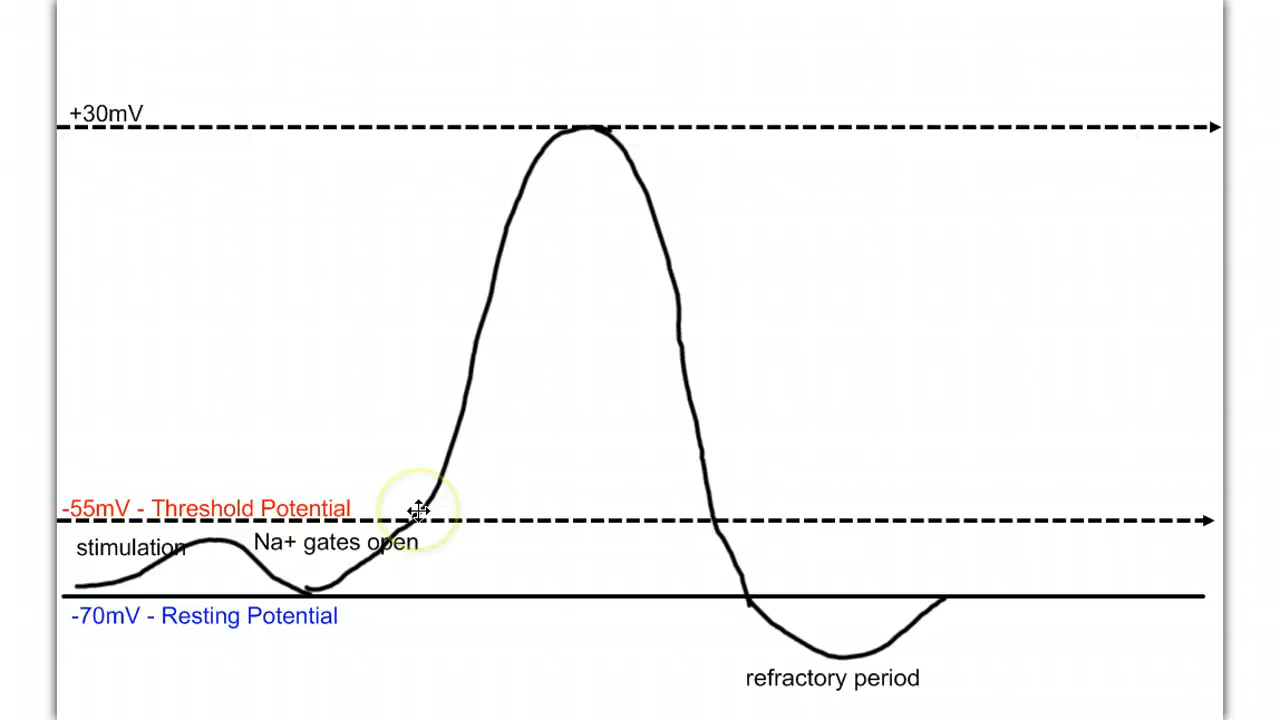 +30mV
-55mV - Threshold Potential
stimulation
Na+ gates open
-70mV - Resting Potential
refractory period